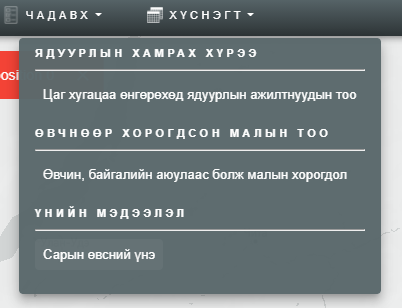 ЧАДАВХ ХҮСНЭГТ
ЯДУУРЛЫН ХАМРАХ ХҮРЭЭ
Цаг хугацаа өнгөрөхөд ядуурлын ажилтнуудын тоо
ӨВЧНӨӨР ХОРОГДСОН МАЛЫН ТОО
Өвчин, байгалийн аюулаас болж малын хорогдол
ҮНИЙН МЭДЭЭЛЭЛ
Сарын өвсний үнэ